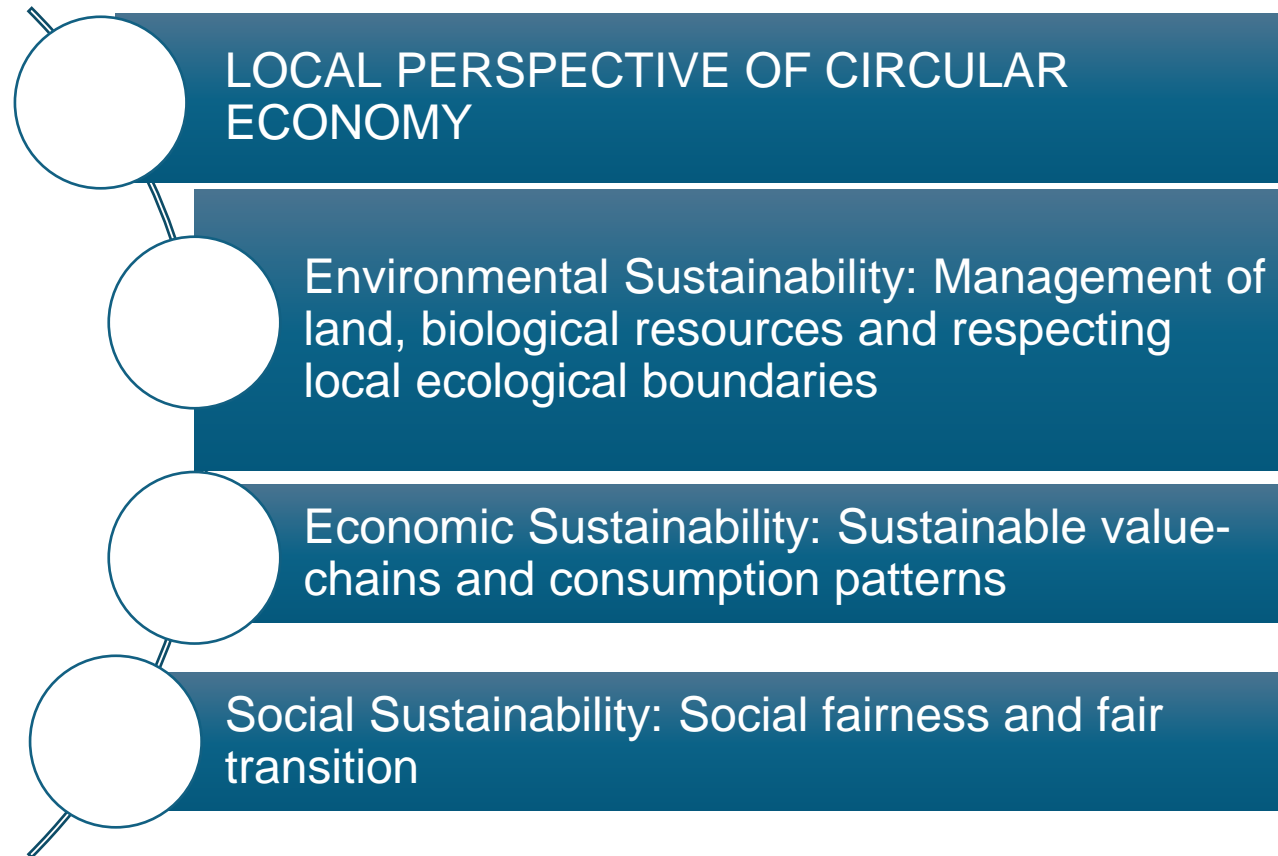 LOCAL PERSPECTIVE OF CIRCULAR
ECONOMY
Environmental Sustainability: Management of
land, biological resources and respecting
local ecological boundaries
Economic Sustainability: Sustainable value-
chains and consumption patterns
Social Sustainability: Social fairness and fair
transition